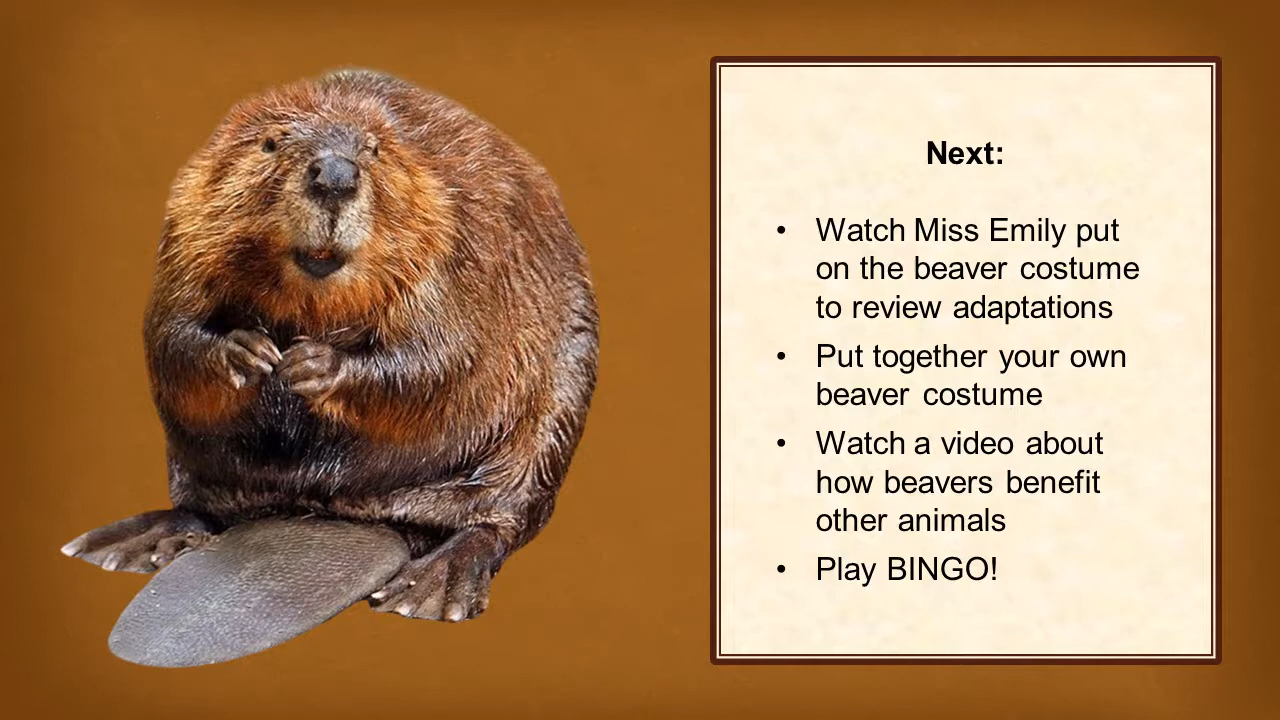 Next:
• Watch Miss Emily put
on the beaver costume
to review adaptations
• Put together your own
beaver costume
• Watch a video about
how beavers benefit
other animals
• Play BINGO!